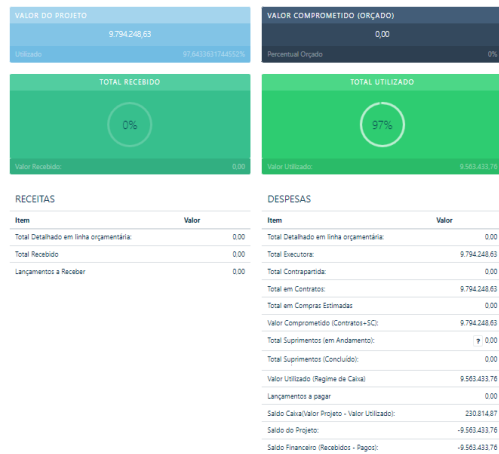 VALOR DO PROJETO
9.794.248,63
Utilizado
VALOR COMPROMETIDO (ORÇADO)
0,00
Percentual Orçado 0%
TOTAL RECEBIDO
0%
Valor Recebido: 0,00
TOTAL UTILIZADO
97%
Valor Utilizado: 9.563.433,76
RECEITAS
Item Valor
Total Detalhado em linha orçamentária: 0,00
Total Recebido 0,00
Lançamentos a Receber 0,00
DESPESAS
Item Valor
Total Detalhado em linha orçamentária: 0,00
Total Executora: 9.794.248,63
Total Contrapartida: 0,00
Total em Contratos: 9.794.248,63
Total em Compras Estimadas 0,00
Valor Comprometido (Contratos+SC): 9.794.248,63
Total Suprimentos (em Andamento): ? 0,00
Total Suprimentos (Concluído): 0,00
Valor Utilizado (Regime de Caixa) 9.563.433,76
Lançamentos a pagar 0,00
Saldo Caixa(Valor Projeto - Valor Utilizado): 230.814,87
Saldo do Projeto: -9.563.433,76
Saldo Financeiro (Recebidos - Pagos): -9.563.433,76